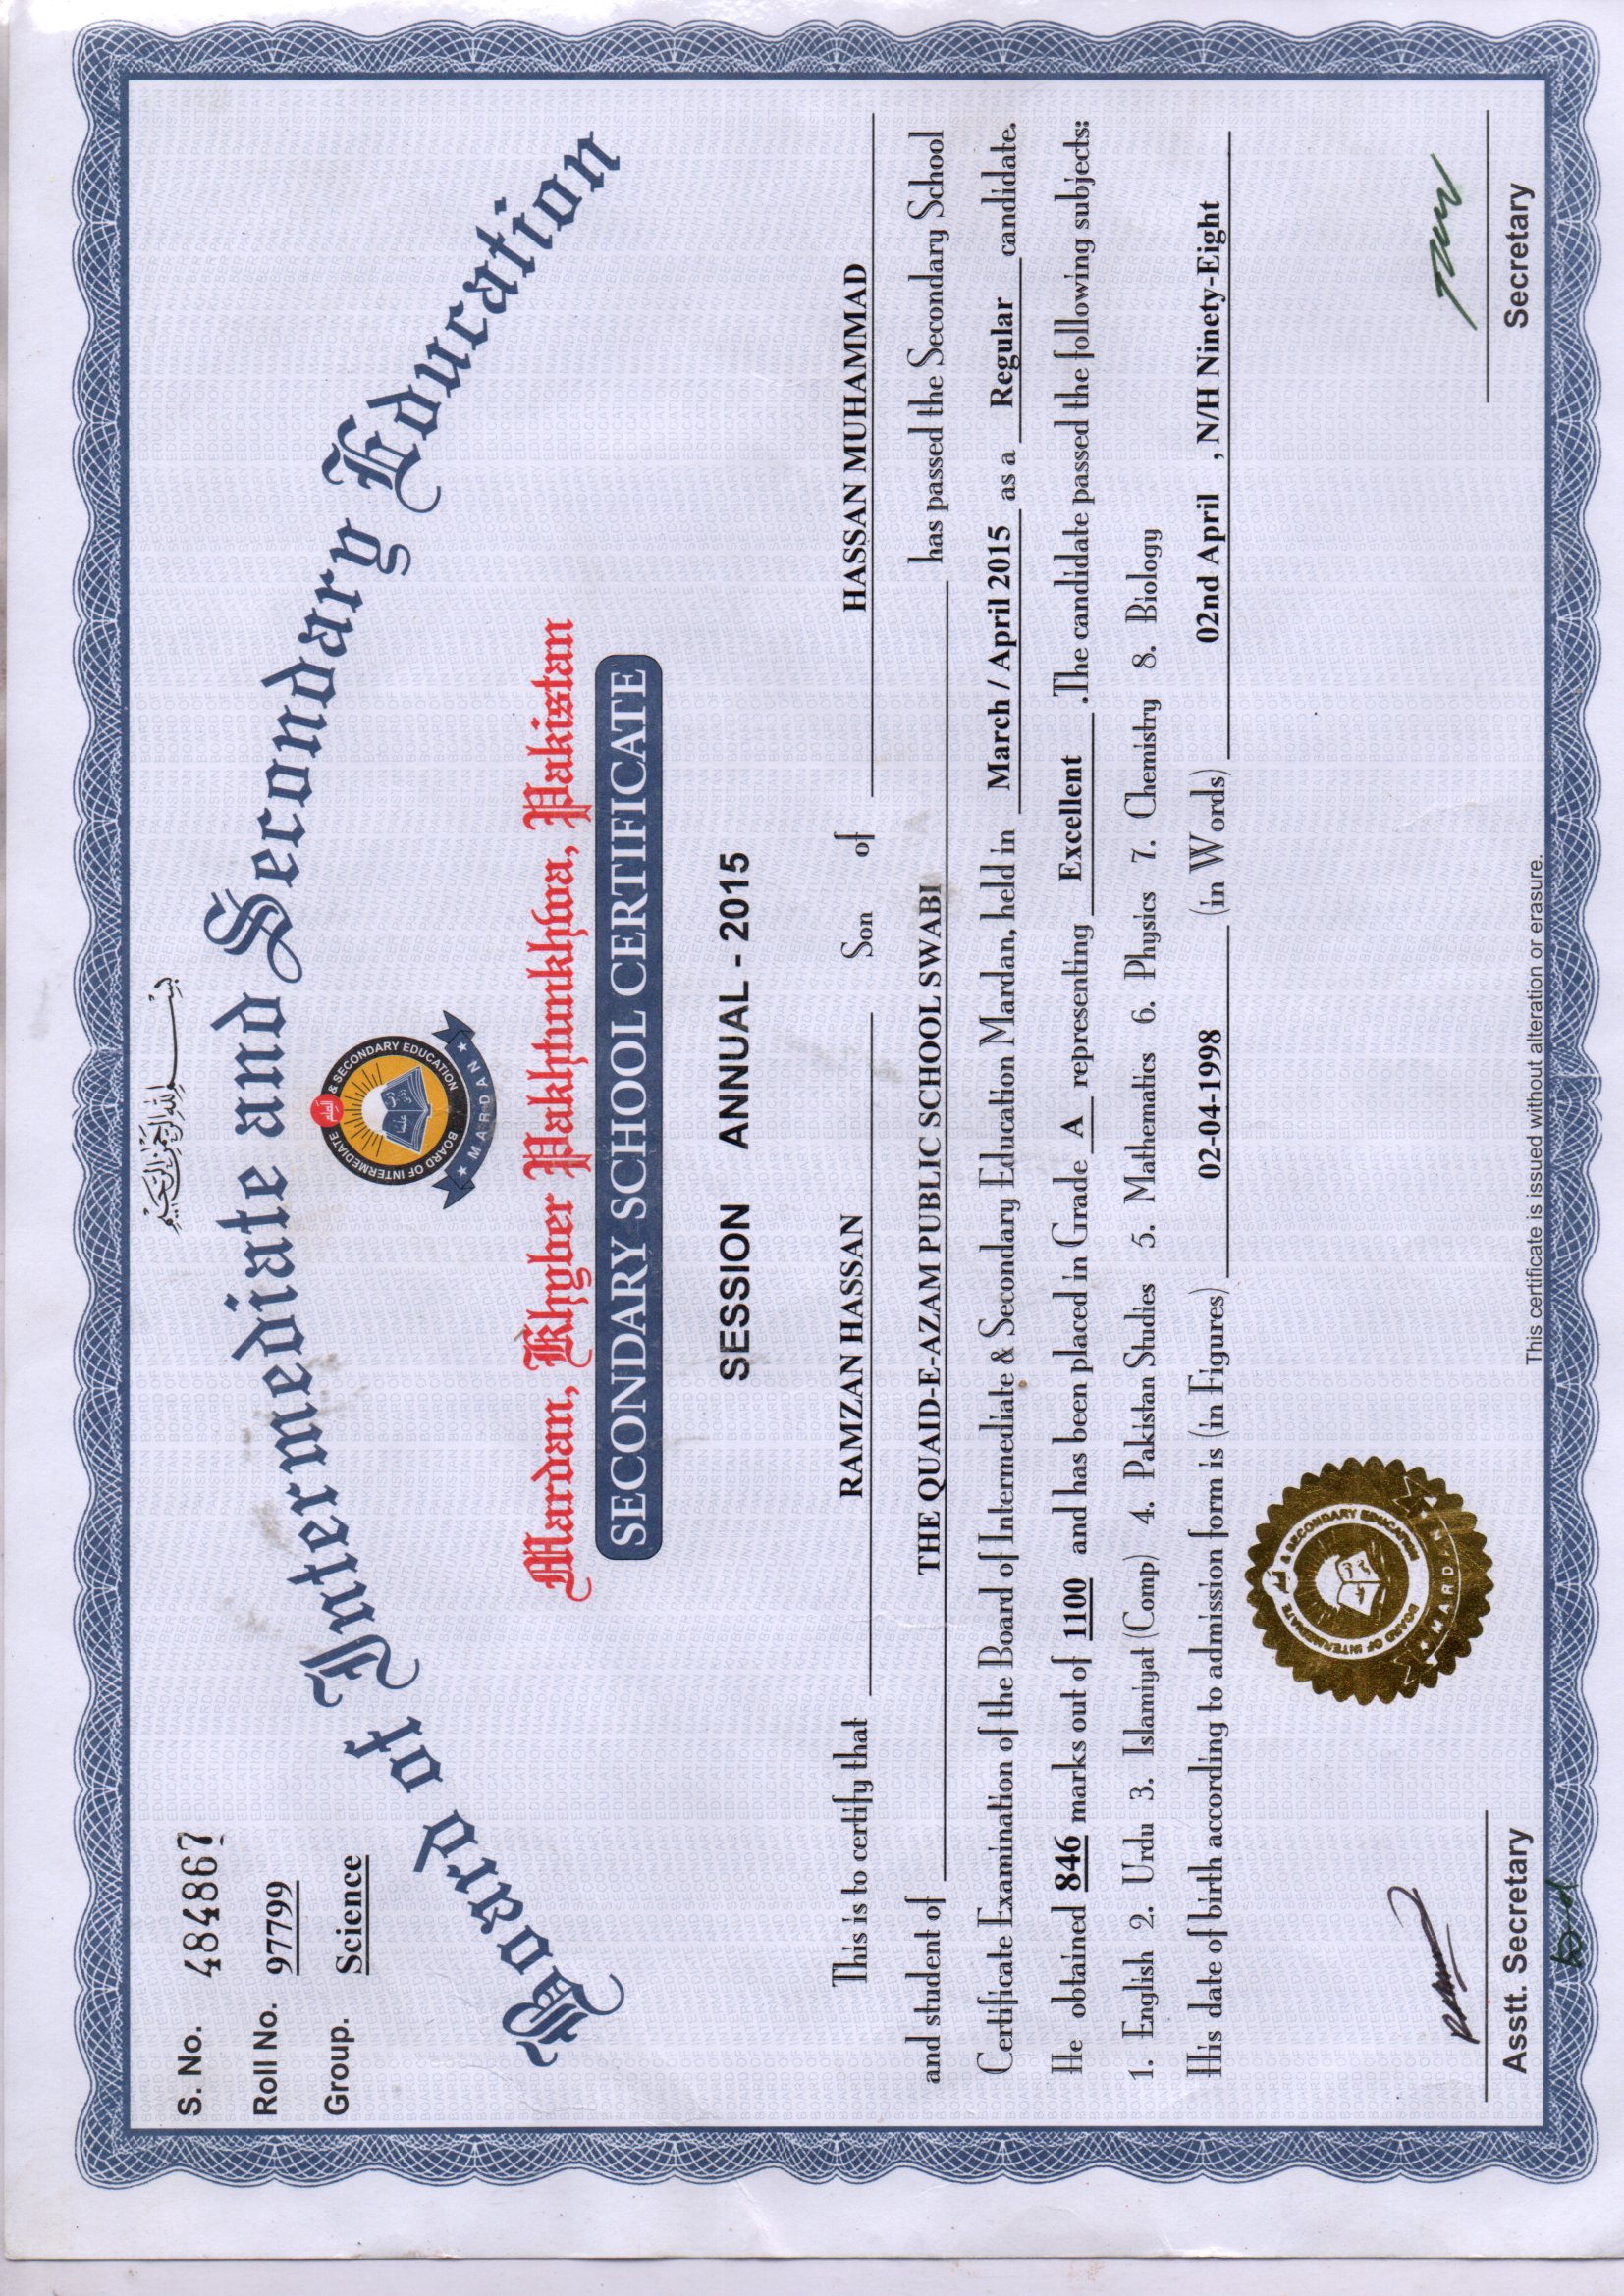 بسم الله الرحمن الرحيم
S. No. 484867
Roll No. 97799
Group. Science
Board of Intermediate and Secondary Education
BOARD OF INTERMEDIATE & SECONDARY EDUCATION
MARDAN
Mardan, Khyber Pakhtunkhwa, Pakistan
SECONDARY SCHOOL CERTIFICATE
SESSION ANNUAL - 2015
This is to certify that RAMZAN HASSAN Son of HASSAN MUHAMMAD
and student of THE QUAID-E-AZAM PUBLIC SCHOOL SWABI has passed the Secondary School
Certificate Examination of the Board of Intermediate & Secondary Education Mardan, held in March / April 2015 as a Regular candidate.
He obtained 846 marks out of 1100 and has been placed in Grade A representing Excellent . The candidate passed the following subjects:
1. English 2. Urdu 3. Islamiyat (Comp) 4. Pakistan Studies 5. Mathematics 6. Physics 7. Chemistry 8. Biology
His date of birth according to admission form is (in Figures) 02-04-1998 (in Words) 02nd April , N/H Ninety-Eight
BOARD OF INTERMEDIATE & SECONDARY EDUCATION
MARDAN
Asstt. Secretary
Secretary
This certificate is issued without alteration or erasure.